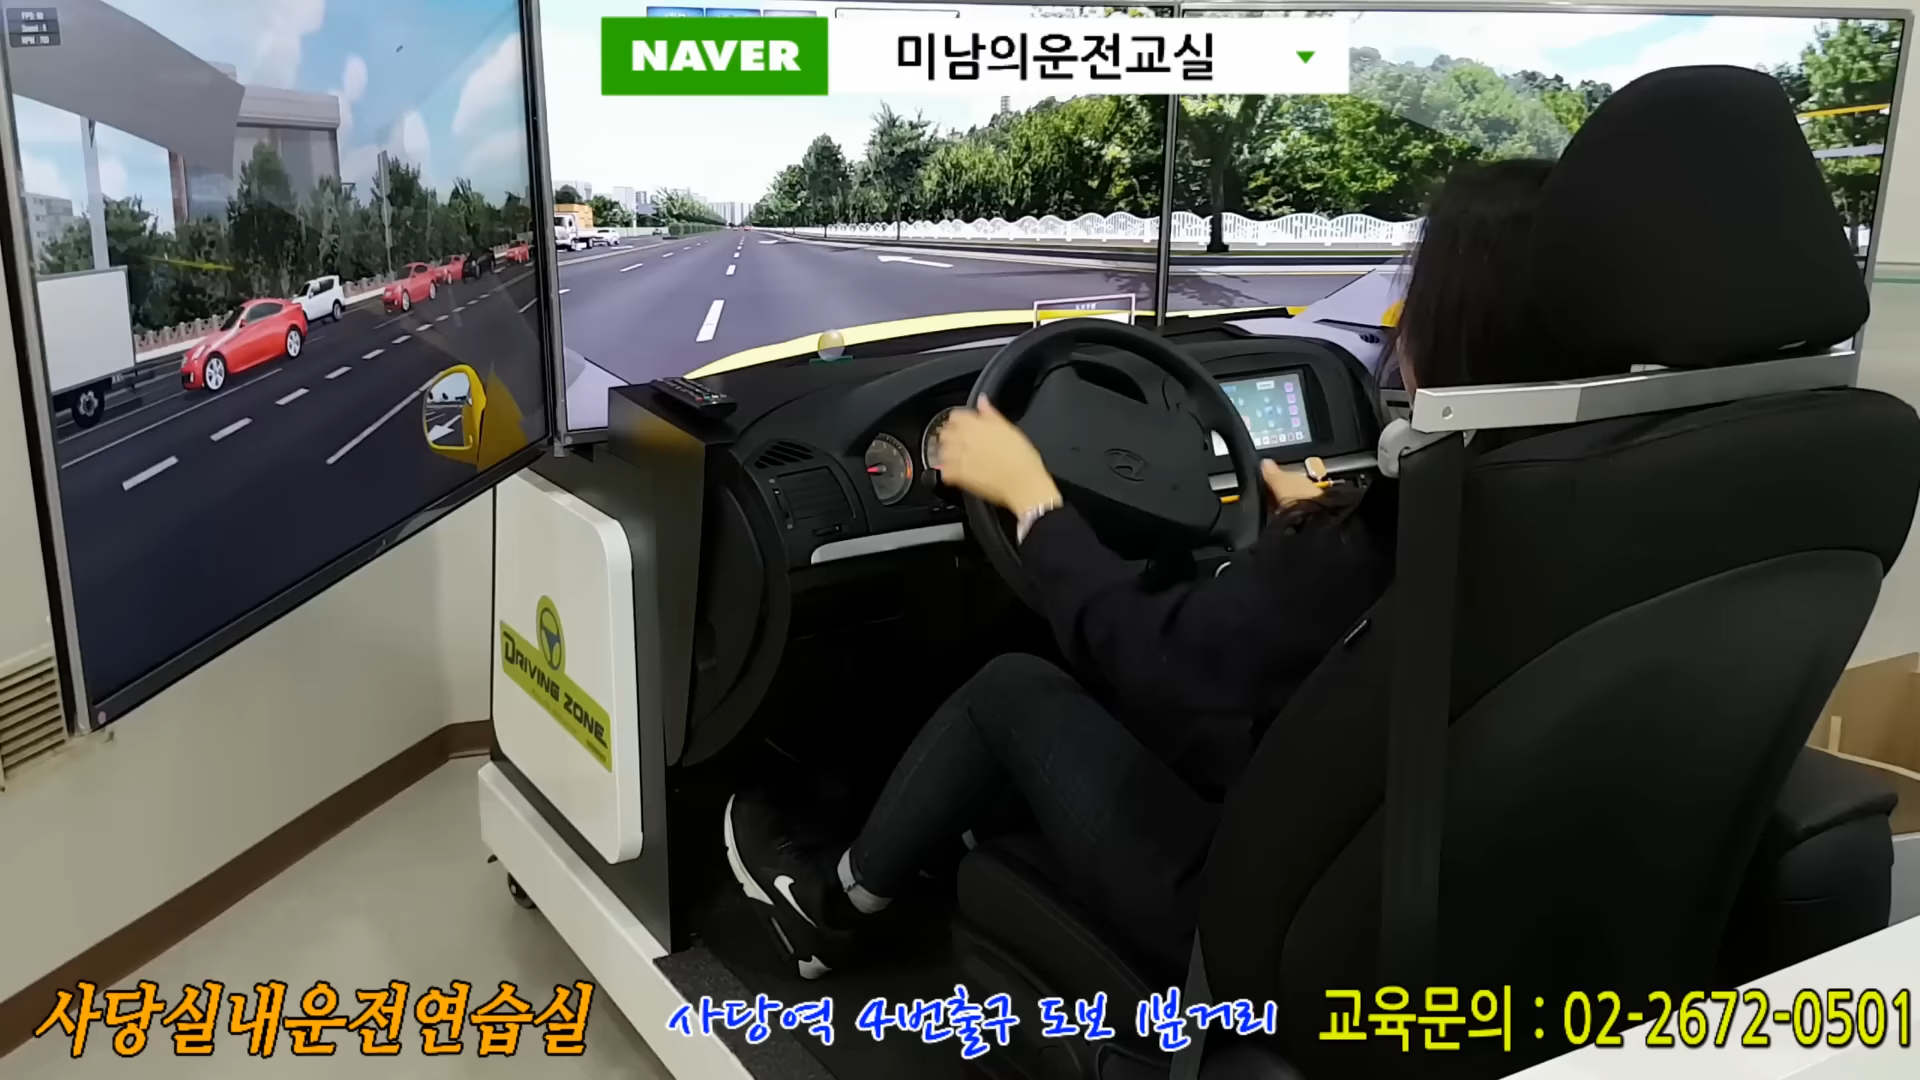 NAVER 미남의운전교실
DRIVING ZONE
사당실내운전연습실
사당역 4번출구 도보 1분거리
교육문의 : 02-2672-0501